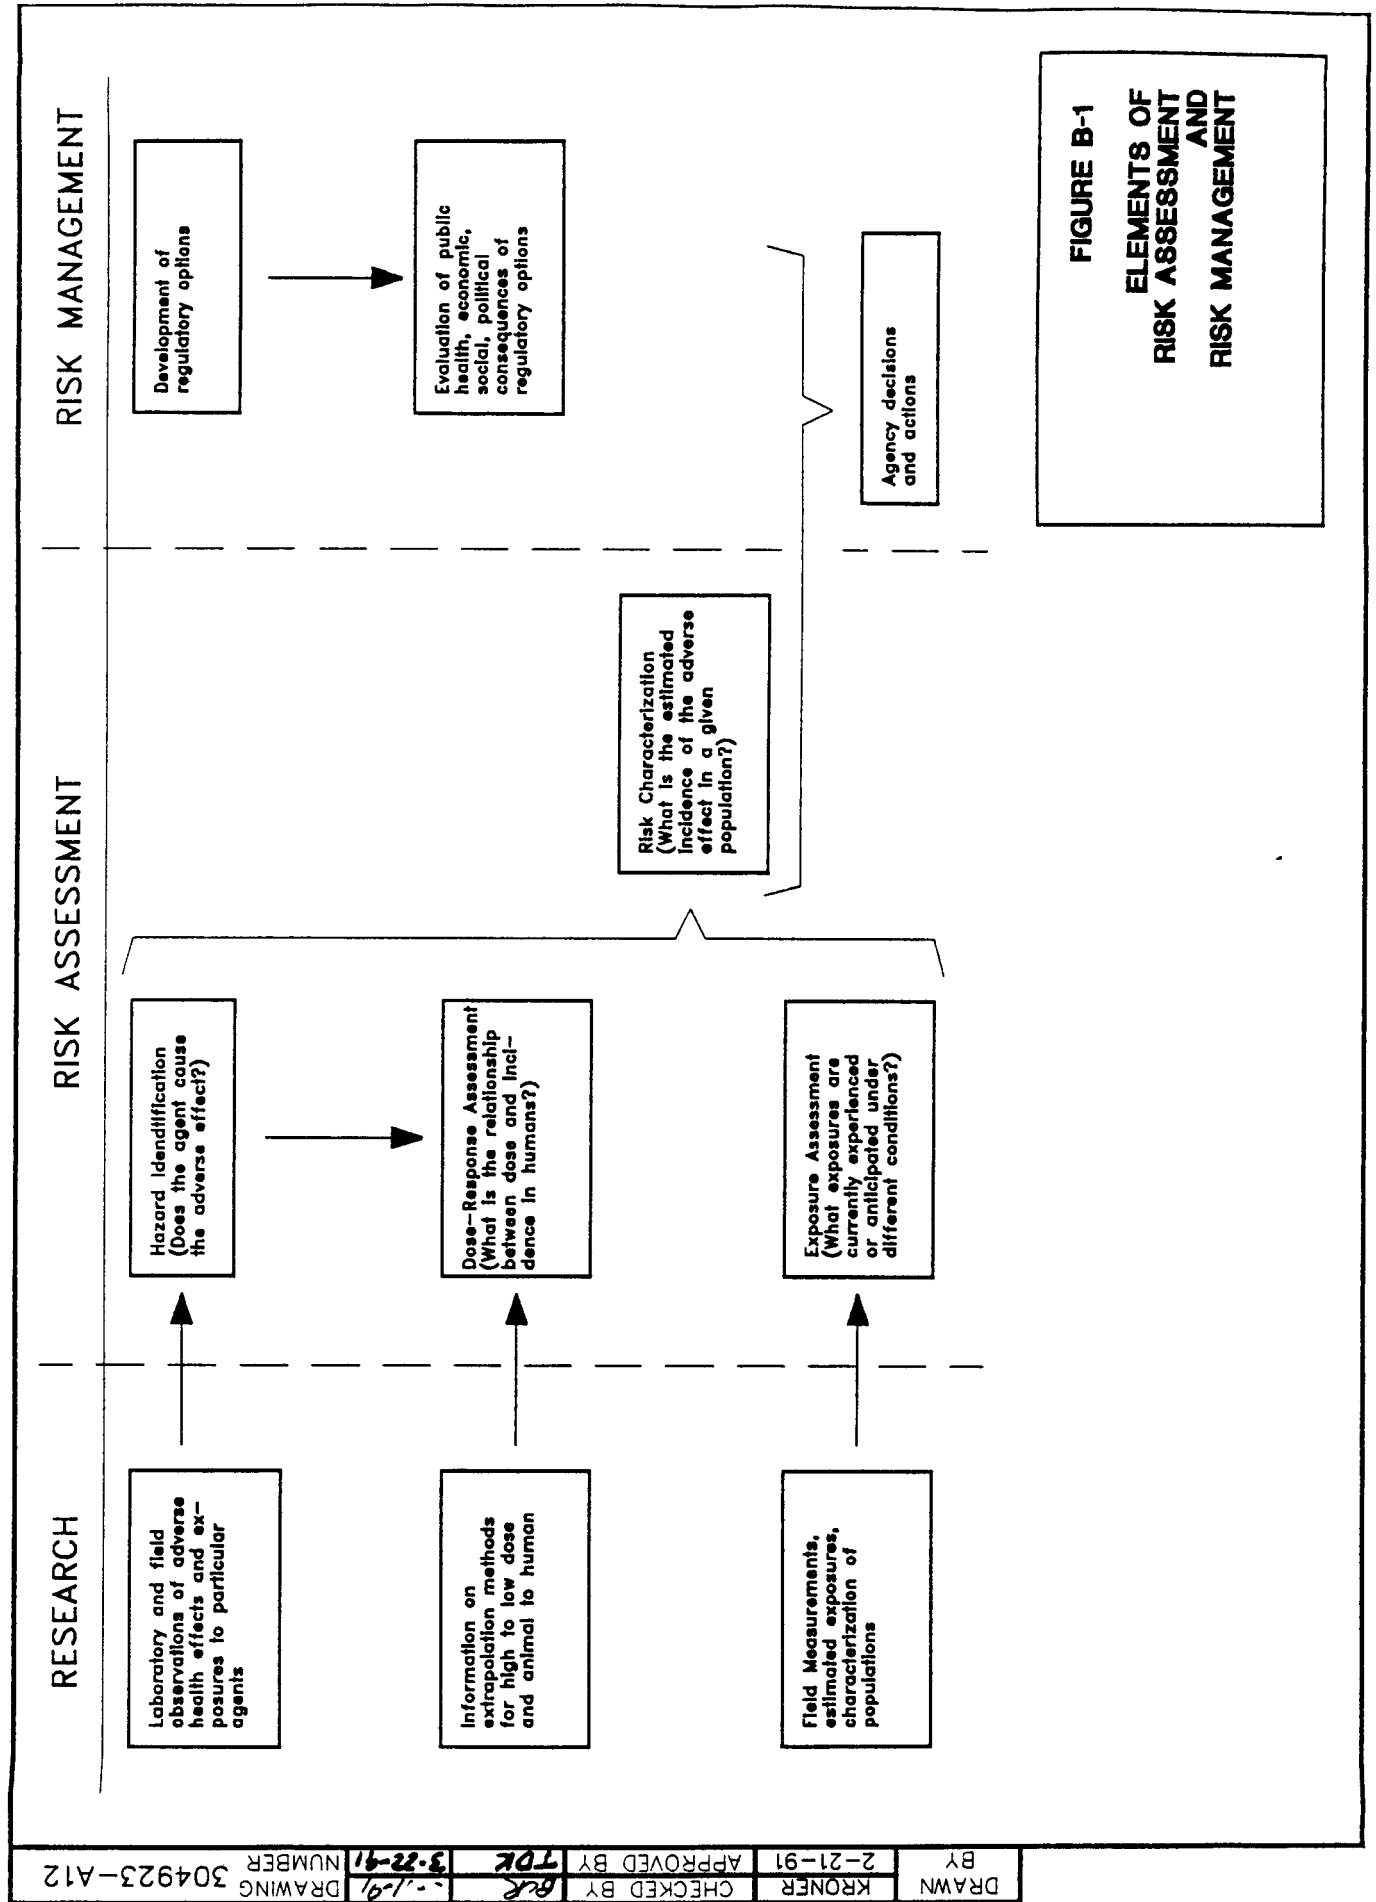 RESEARCH
RISK ASSESSMENT
RISK MANAGEMENT
Laboratory and field
observations of adverse
health effects and ex-
posures to particular
agents
Information on
extrapolation methods
for high to low dose
and animal to human
Field Measurements,
estimated exposures,
characterization of
populations
Hazard Idendtification
(Does the agent cause
the adverse effect?)
Dose-Response Assessment
(What is the relationship
between dose and inci-
dence in humans?)
Exposure Assessment
(What exposures are
currently experienced
or anticipated under
different conditions?)
Risk Characterization
(What is the estimated
incidence of the adverse
effect in a given
population?)
Development of
regulatory options
Evaluation of public
health, economic,
social, political
consequences of
regulatory options
Agency decisions
and actions
FIGURE B-1
ELEMENTS OF
RISK ASSESSMENT
AND
RISK MANAGEMENT
DRAWN
BY
KRONER
2-21-91
CHECKED BY
APPROVED BY
TDK
3-22-91
DRAWING
NUMBER
304923-A12